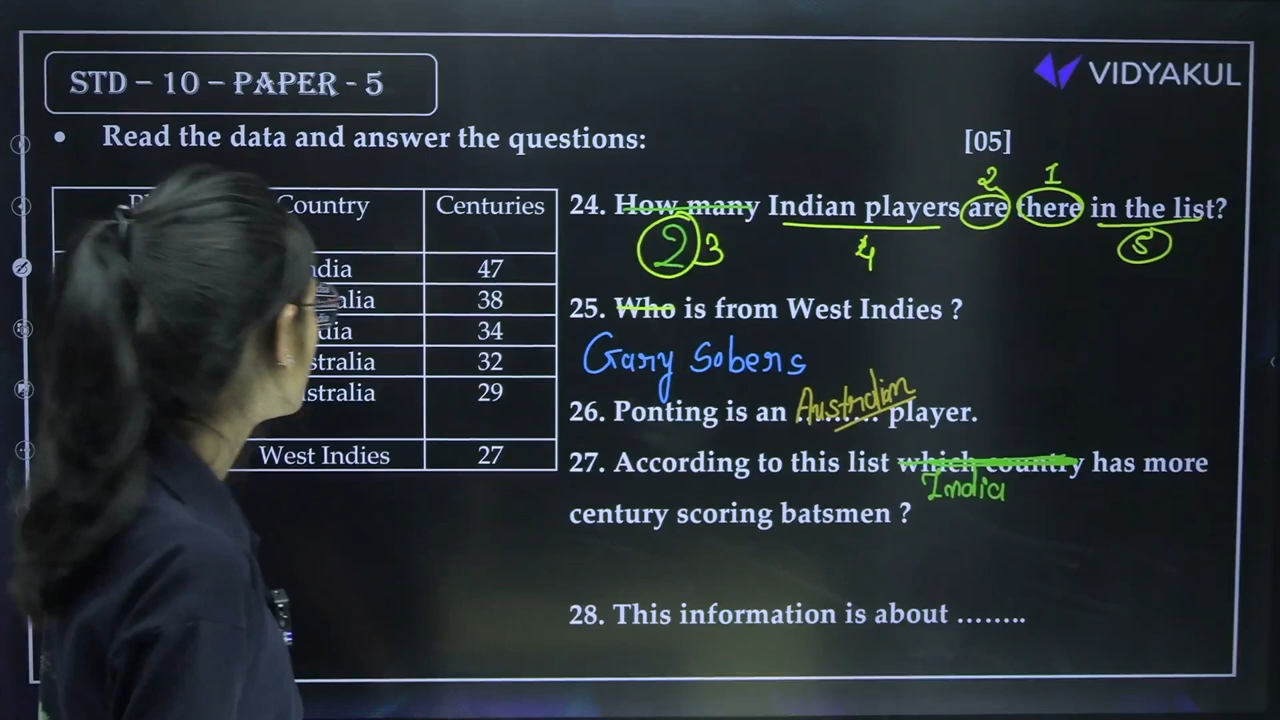 STD – 10 – PAPER - 5
VIDYAKUL
• Read the data and answer the questions:
[05]
Country Centuries
47
38
34
32
29
West Indies 27
2 1
24. How many Indian players are there in the list?
2 3 4 5
25. Who is from West Indies ?
Gary Sobers
Australian
26. Ponting is an ......... player.
27. According to this list which country has more
India
century scoring batsmen ?
28. This information is about ........